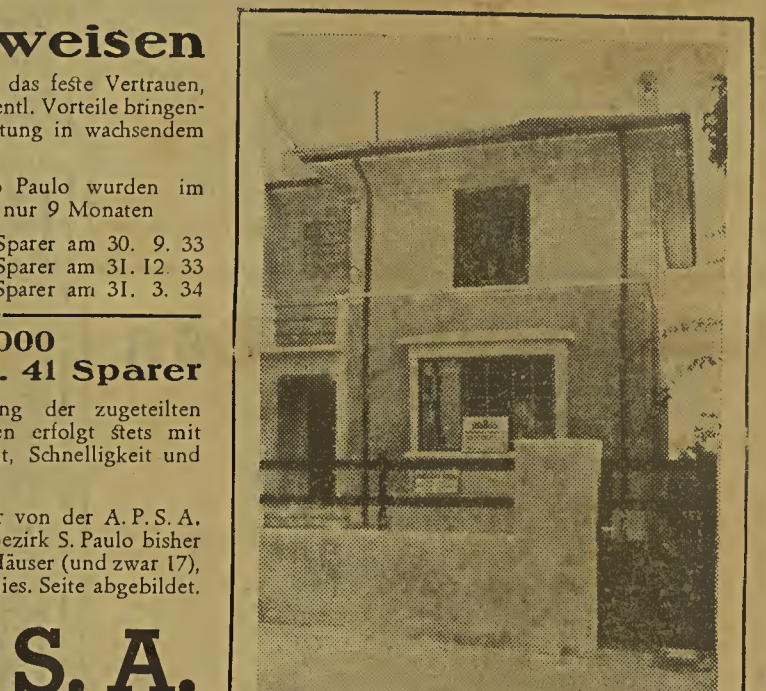 weisen
das feste Vertrauen,
entl. Vorteile bringen-
tung in wachsendem
Paulo wurden im
nur 9 Monaten
Sparer am 30. 9. 33
Sparer am 31. 12. 33
Sparer am 31. 3. 34
000
. 41 Sparer
ng der zugeteilten
en erfolgt stets mit
t, Schnelligkeit und
von der A. P. S. A.
ezirk S. Paulo bisher
Häuser (und zwar 17),
ies. Seite abgebildet.
S. A.